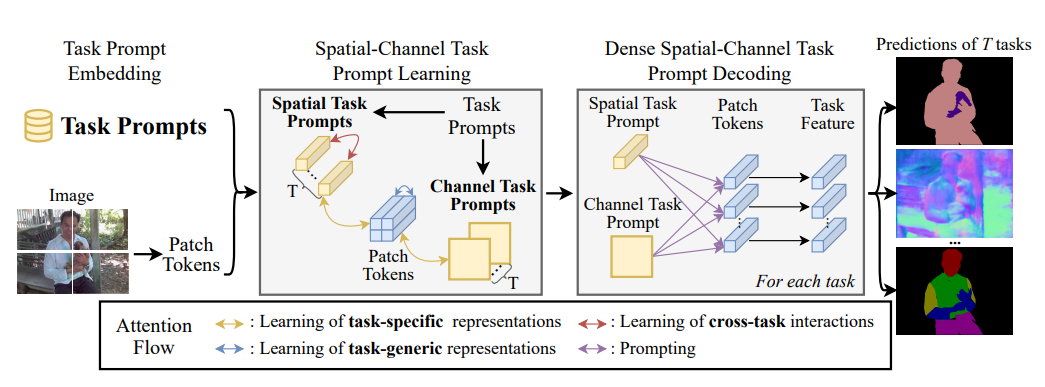 Task Prompt
Embedding
Task Prompts
Image
Patch
Tokens
Spatial-Channel Task
Prompt Learning
Spatial Task
Prompts
Task
Prompts
T
Channel Task
Prompts
Patch
Tokens
T
Dense Spatial-Channel Task
Prompt Decoding
Spatial Task
Prompt
Patch
Tokens
Task
Feature
Channel Task
Prompt
For each task
Predictions of T tasks
...
Attention
Flow
: Learning of task-specific representations
: Learning of cross-task interactions
: Learning of task-generic representations
: Prompting